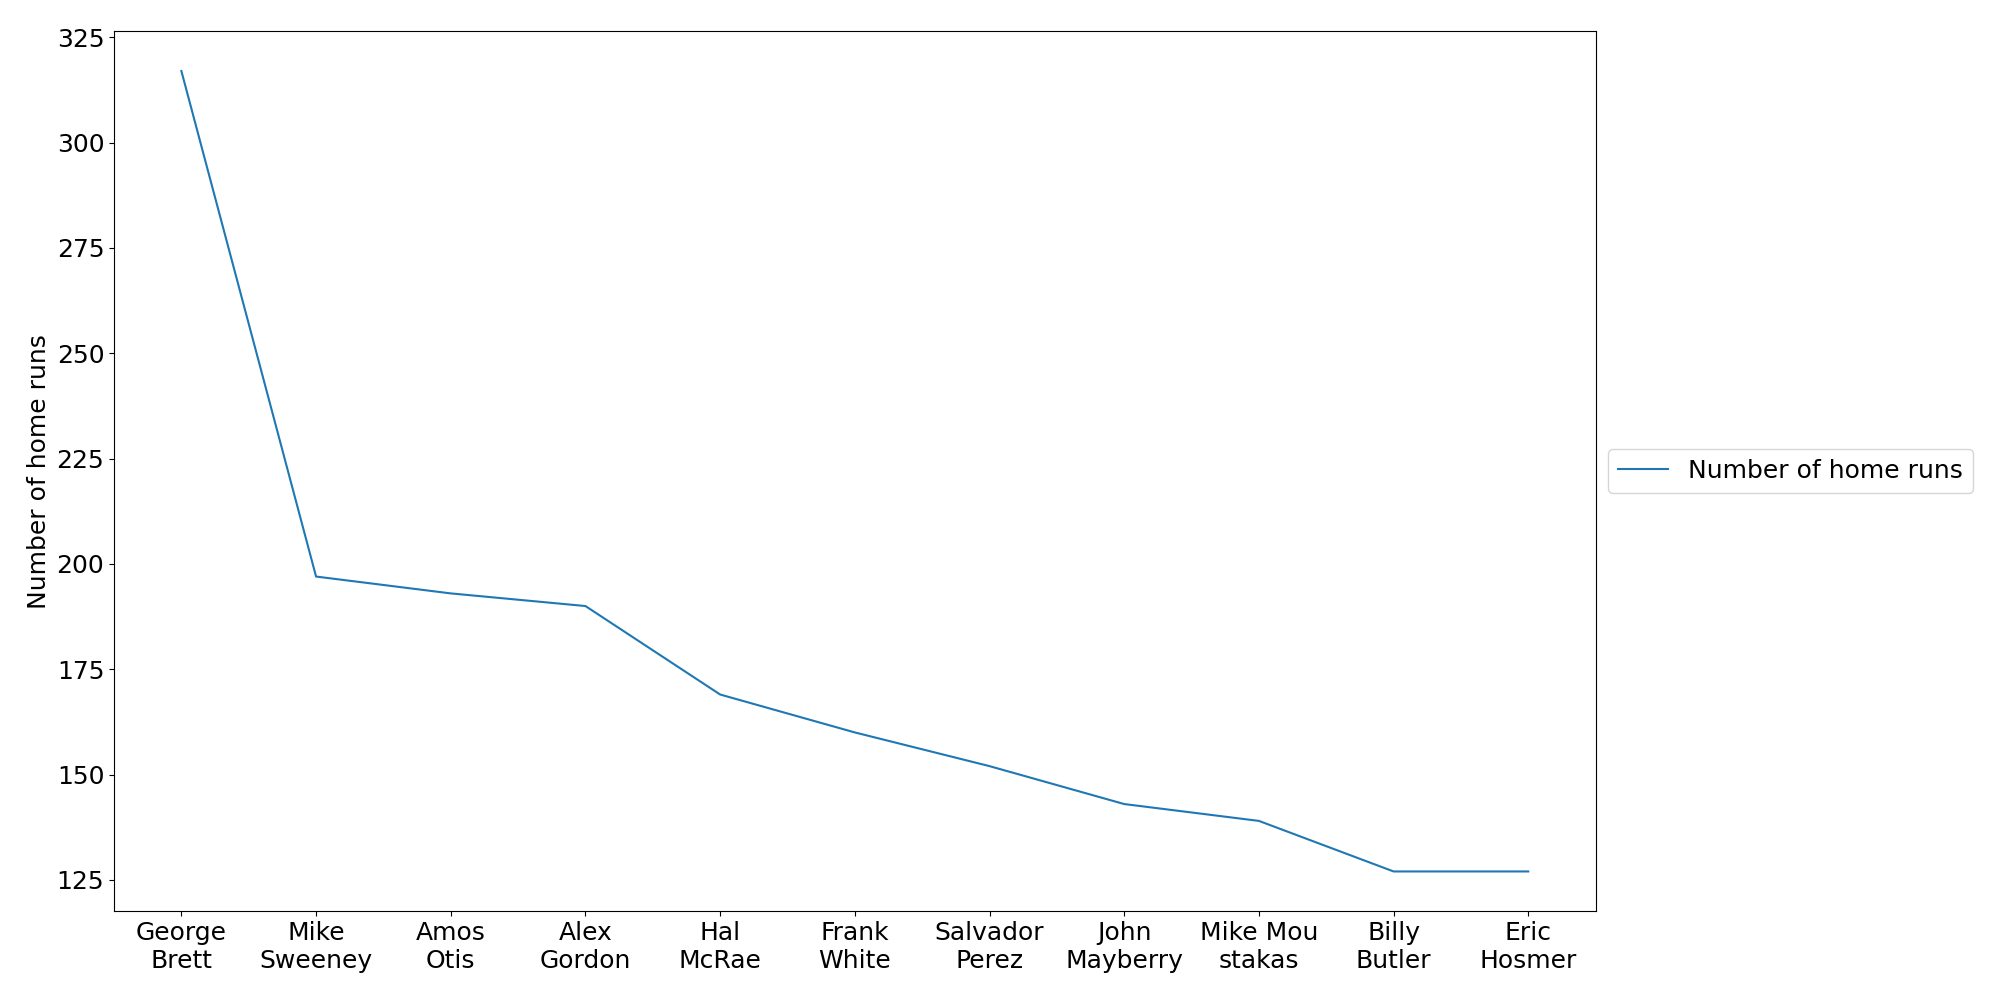 Number of home runs
325
300
275
250
225
200
175
150
125
George
Brett
Mike
Sweeney
Amos
Otis
Alex
Gordon
Hal
McRae
Frank
White
Salvador
Perez
John
Mayberry
Mike Mou
stakas
Billy
Butler
Eric
Hosmer
Number of home runs